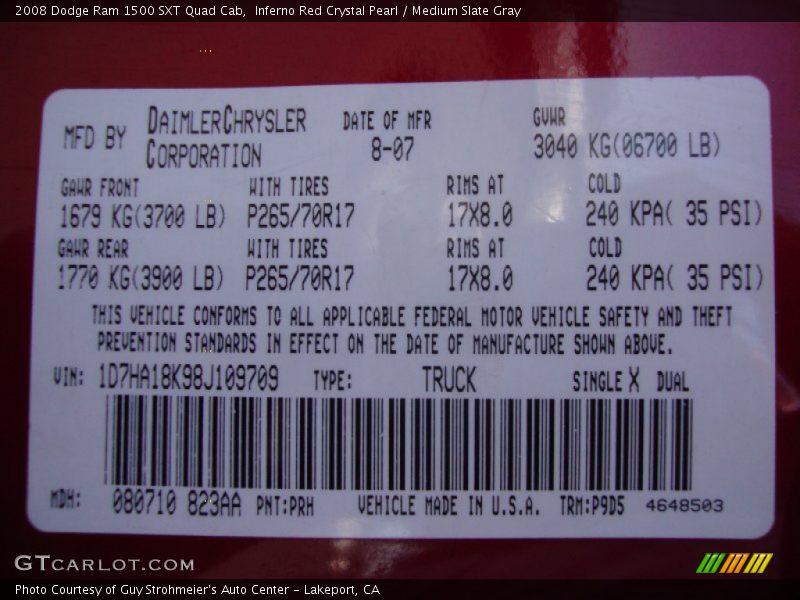 2008 Dodge Ram 1500 SXT Quad Cab,  Inferno Red Crystal Pearl / Medium Slate Gray
MFD BY DAIMLERCHRYSLER CORPORATION DATE OF MFR 8-07 GVWR 3040 KG(06700 LB)
GAWR FRONT WITH TIRES RIMS AT COLD
1679 KG(3700 LB) P265/70R17 17X8.0 240 KPA( 35 PSI)
GAWR REAR WITH TIRES RIMS AT COLD
1770 KG(3900 LB) P265/70R17 17X8.0 240 KPA( 35 PSI)
THIS VEHICLE CONFORMS TO ALL APPLICABLE FEDERAL MOTOR VEHICLE SAFETY AND THEFT
PREVENTION STANDARDS IN EFFECT ON THE DATE OF MANUFACTURE SHOWN ABOVE.
VIN: 1D7HA18K98J109709 TYPE: TRUCK SINGLE X DUAL
MDH: 080710 823AA PNT:PRH VEHICLE MADE IN U.S.A. TRM:P9D5 4648503
GTCARLOT.COM
Photo Courtesy of Guy Strohmeier's Auto Center - Lakeport, CA